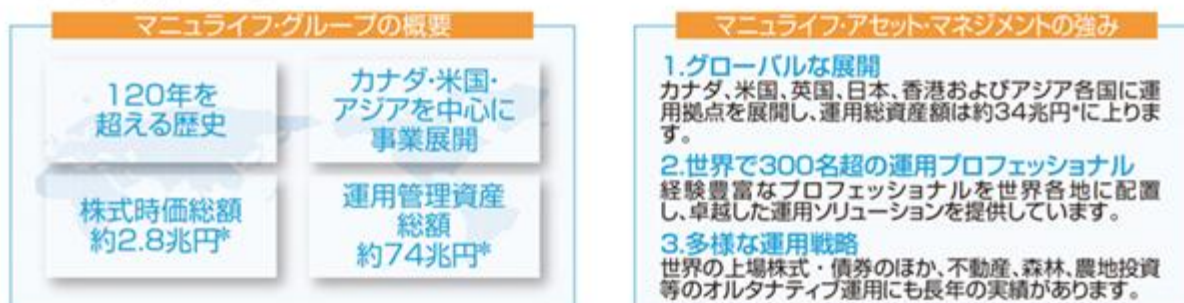 マニュライフ・グループの概要
120年を
超える歴史
カナダ・米国・
アジアを中心に
事業展開
株式時価総額
約2.8兆円*
運用管理資産
総額
約74兆円*
マニュライフ・アセット・マネジメントの強み
1.グローバルな展開
カナダ、米国、英国、日本、香港およびアジア各国に運
用拠点を展開し、運用総資産額は約34兆円*に上りま
す。
2.世界で300名超の運用プロフェッショナル
経験豊富なプロフェッショナルを世界各地に配置
し、卓越した運用ソリューションを提供しています。
3.多様な運用戦略
世界の上場株式・債券のほか、不動産、森林、農地投資
等のオルタナティブ運用にも長年の実績があります。